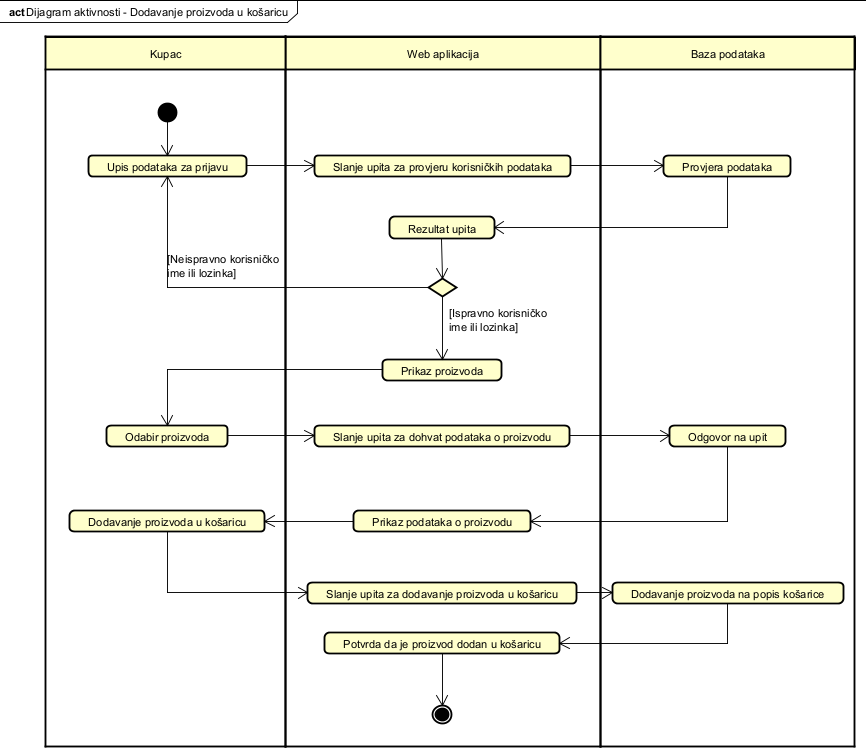 act Dijagram aktivnosti - Dodavanje proizvoda u košaricu
Kupac
Web aplikacija
Baza podataka
Upis podataka za prijavu
Slanje upita za provjeru korisničkih podataka
Provjera podataka
Rezultat upita
[Neispravno korisničko
ime ili lozinka]
[Ispravno korisničko
ime ili lozinka]
Prikaz proizvoda
Odabir proizvoda
Slanje upita za dohvat podataka o proizvodu
Odgovor na upit
Dodavanje proizvoda u košaricu
Prikaz podataka o proizvodu
Slanje upita za dodavanje proizvoda u košaricu
Dodavanje proizvoda na popis košarice
Potvrda da je proizvod dodan u košaricu